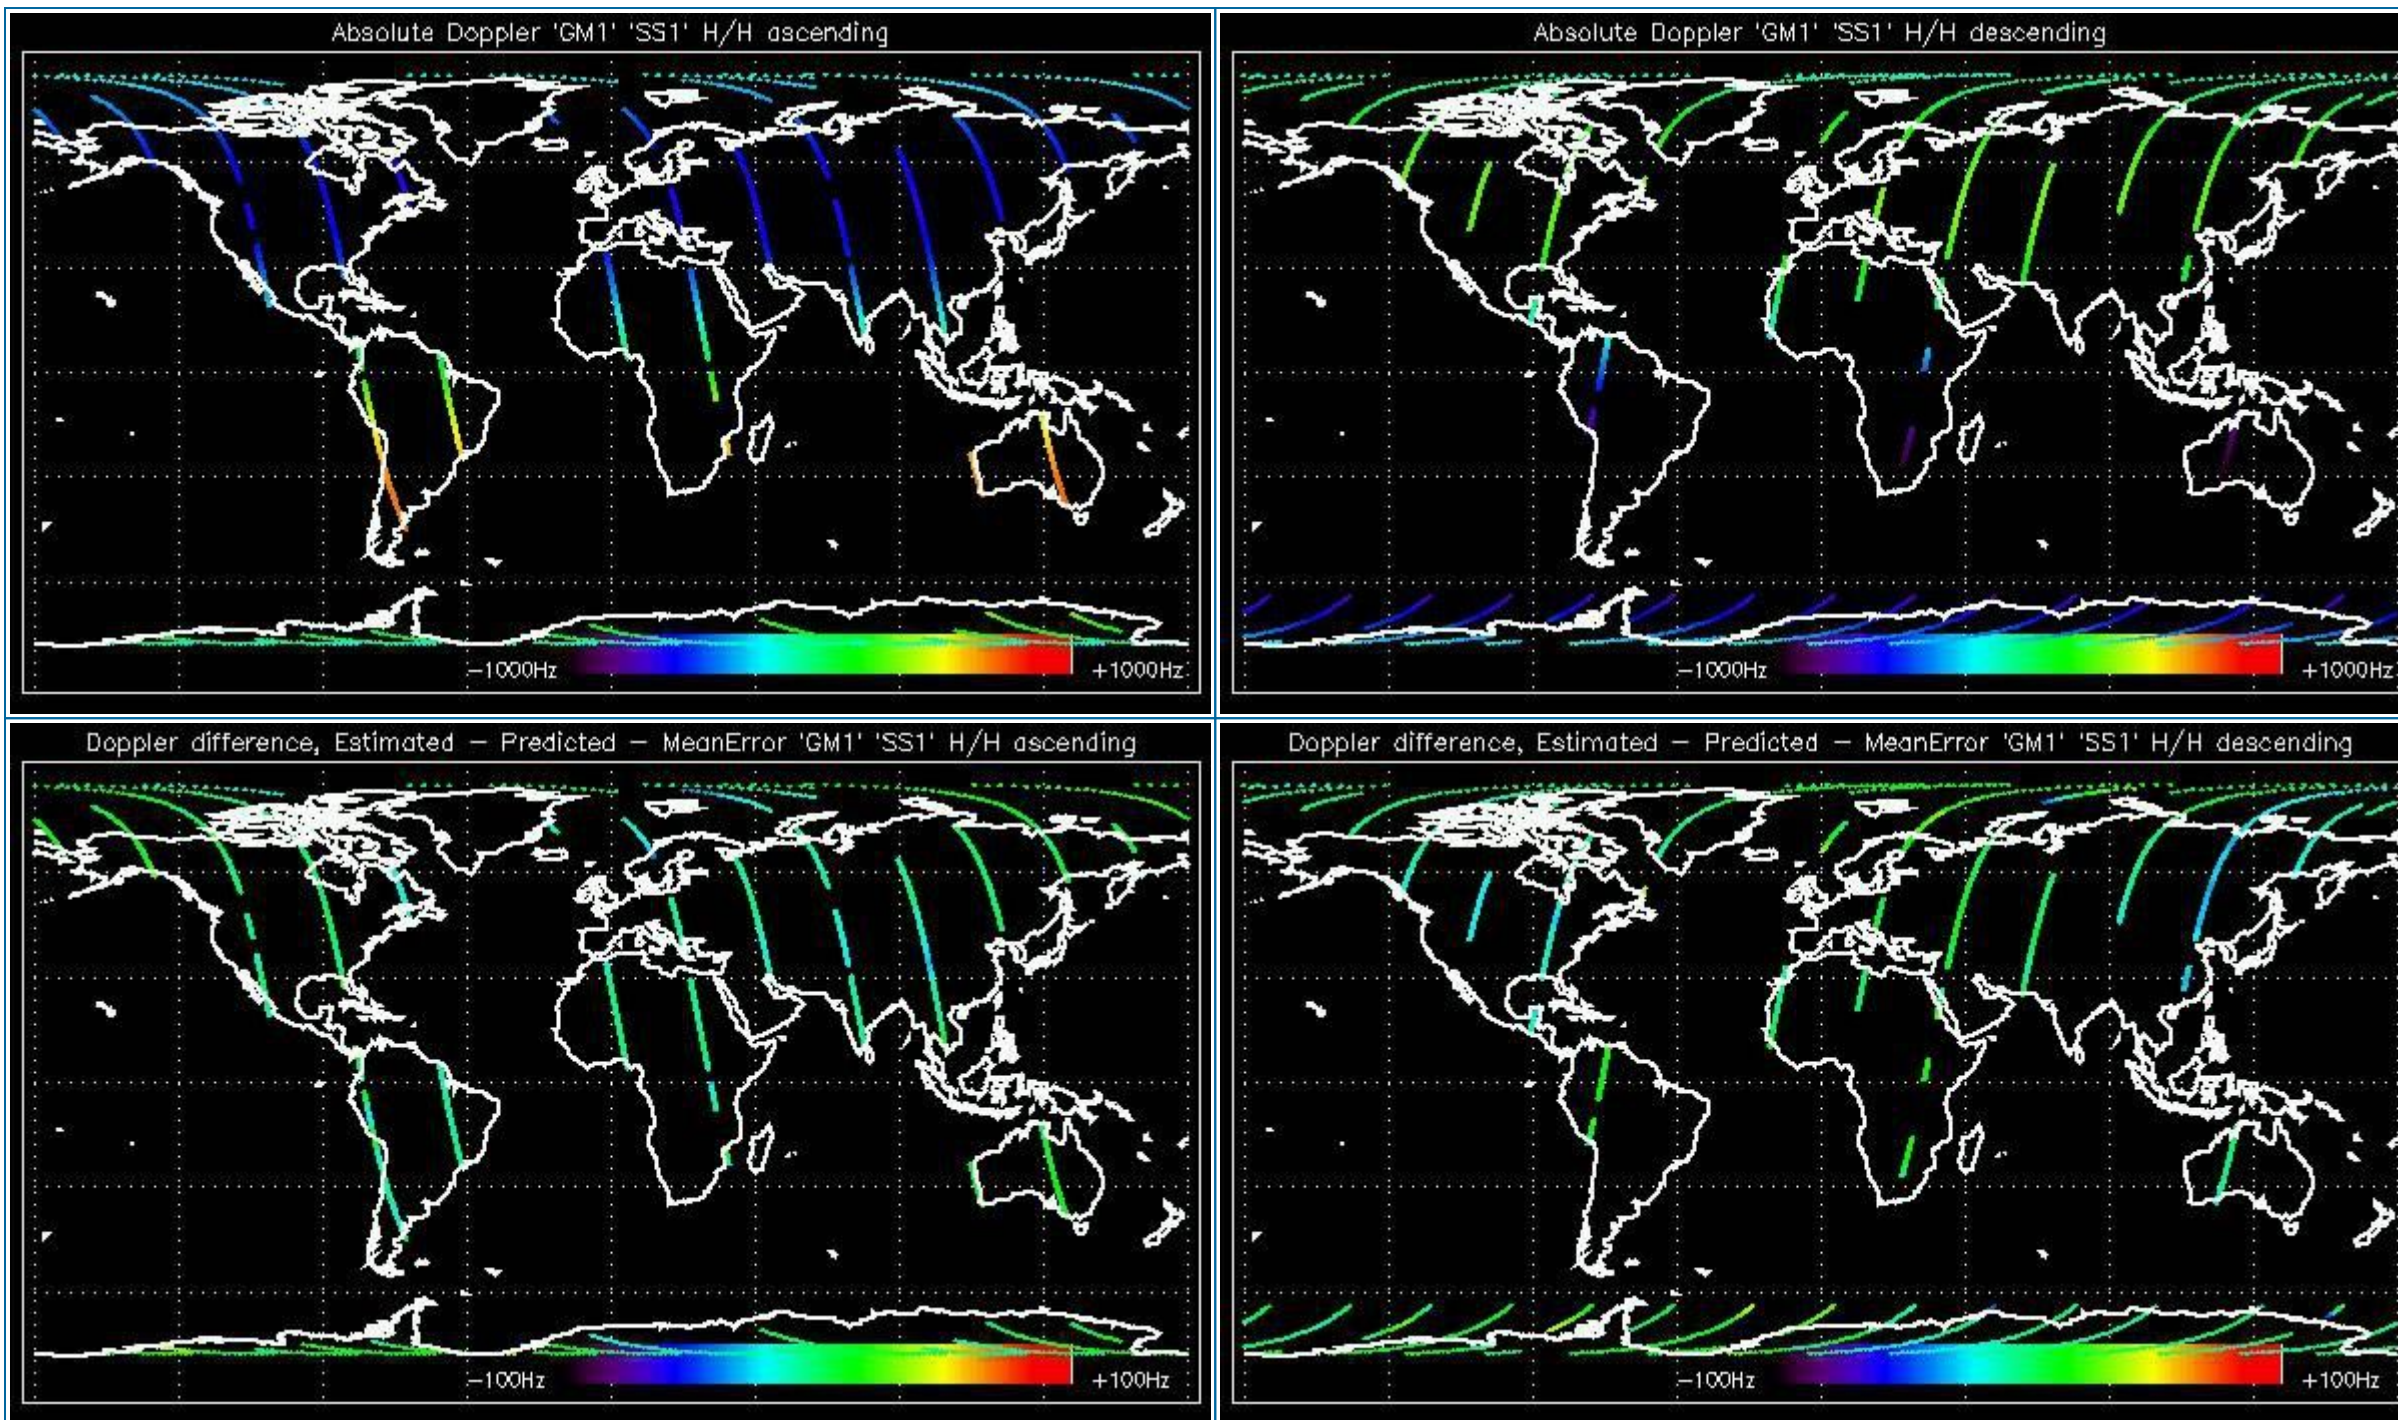 Absolute Doppler 'GM1' 'SS1' H/H ascending
−1000Hz
+1000Hz
Absolute Doppler 'GM1' 'SS1' H/H descending
−1000Hz
+1000Hz
Doppler difference, Estimated − Predicted − MeanError 'GM1' 'SS1' H/H ascending
−100Hz
+100Hz
Doppler difference, Estimated − Predicted − MeanError 'GM1' 'SS1' H/H descending
−100Hz
+100Hz